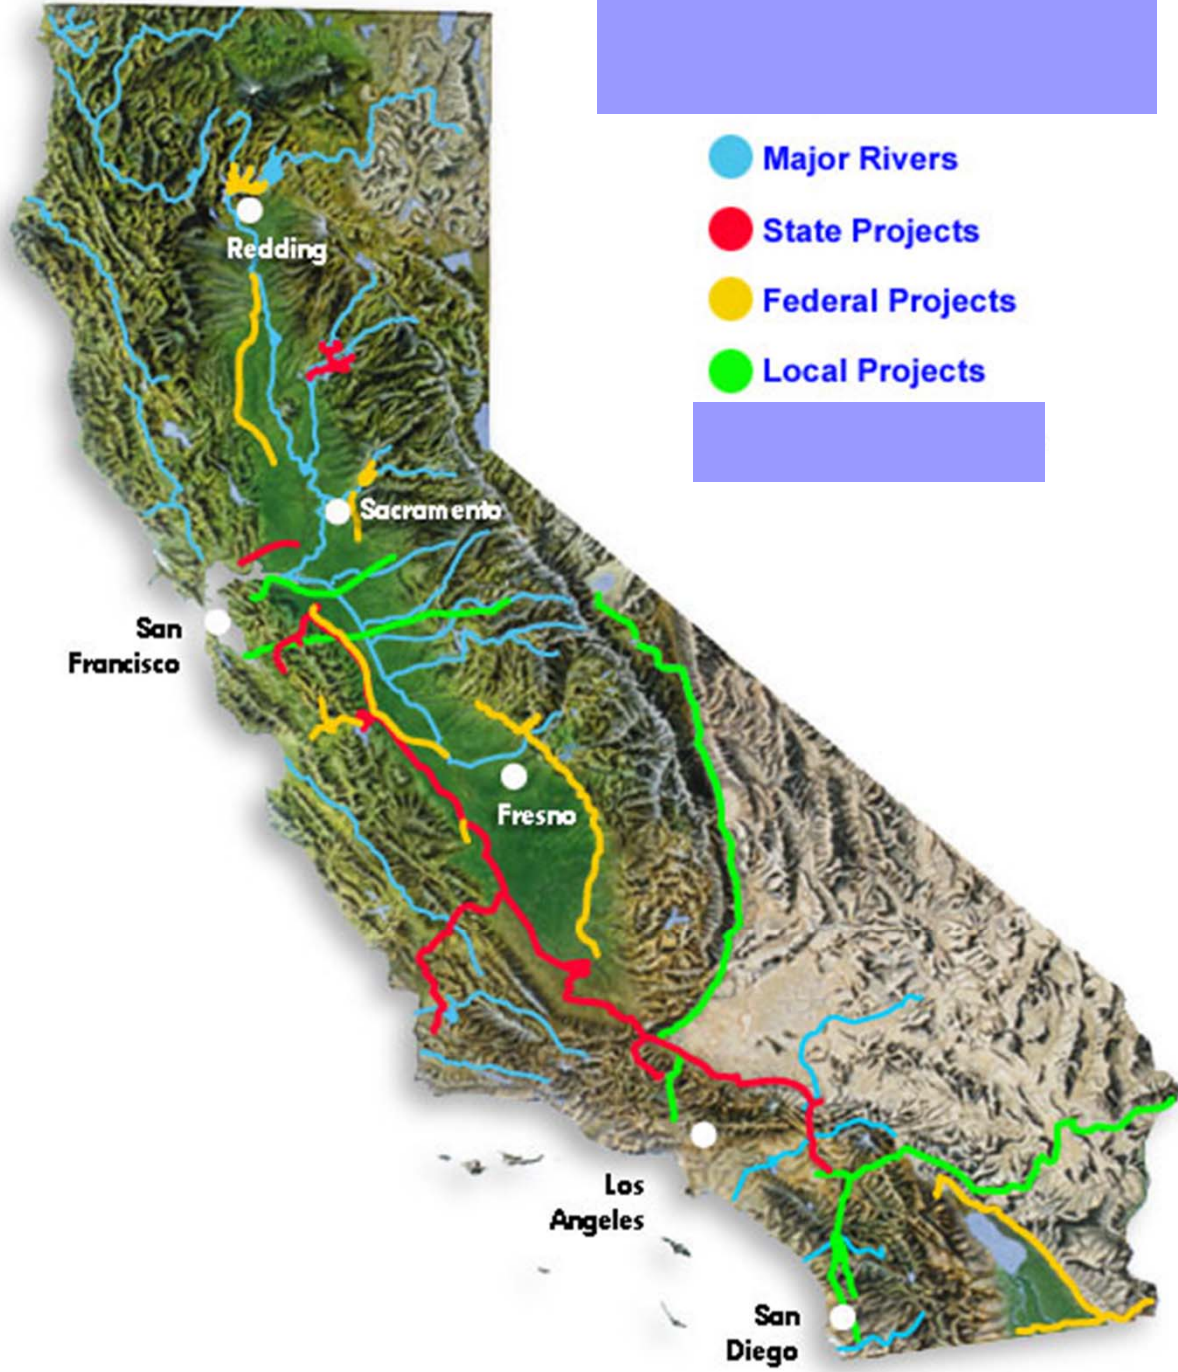 Major Rivers
State Projects
Federal Projects
Local Projects
Redding
Sacramento
San
Francisco
Fresno
Los
Angeles
San
Diego